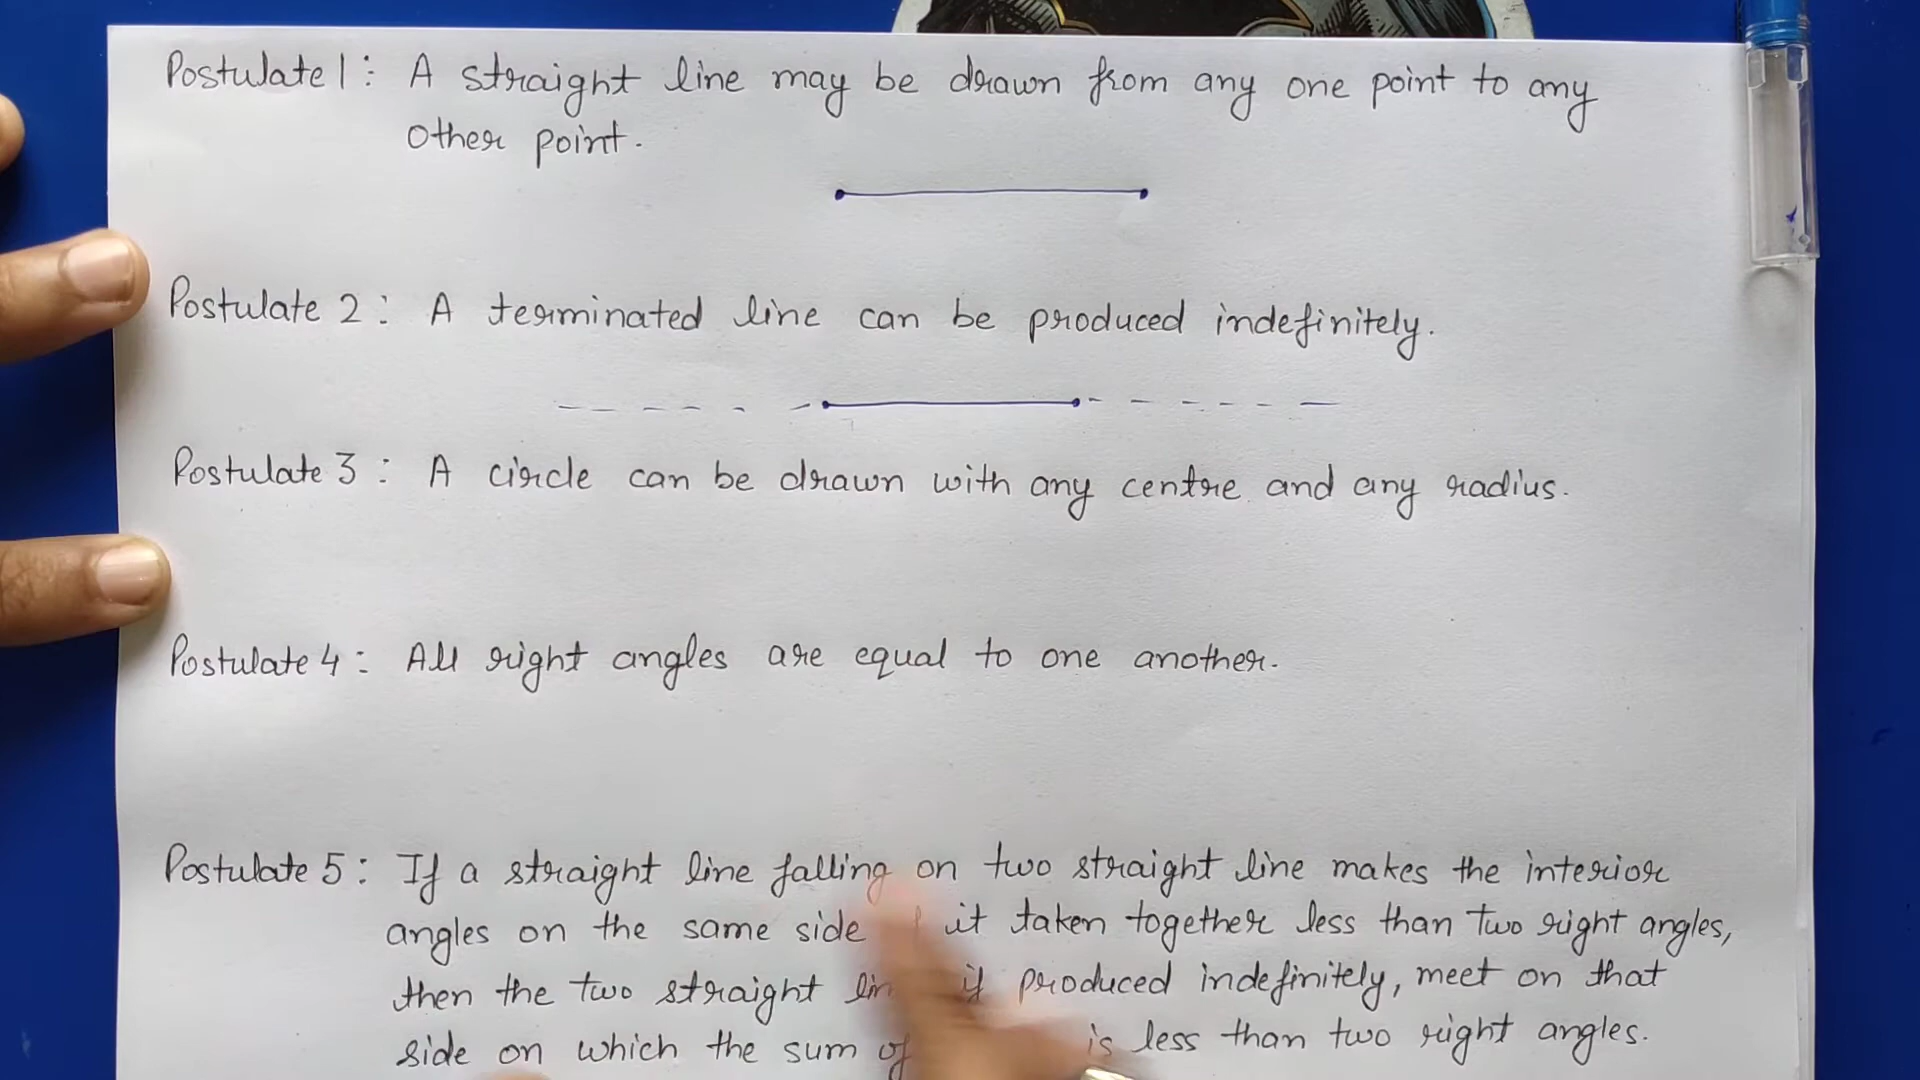 Postulate 1: A straight line may be drawn from any one point to any
other point.
Postulate 2: A terminated line can be produced indefinitely.
Postulate 3: A circle can be drawn with any centre and any radius.
Postulate 4: All right angles are equal to one another.
Postulate 5: If a straight line falling on two straight line makes the interior
angles on the same side it taken together less than two right angles,
then the two straight if produced indefinitely, meet on that
side on which the sum of is less than two right angles.